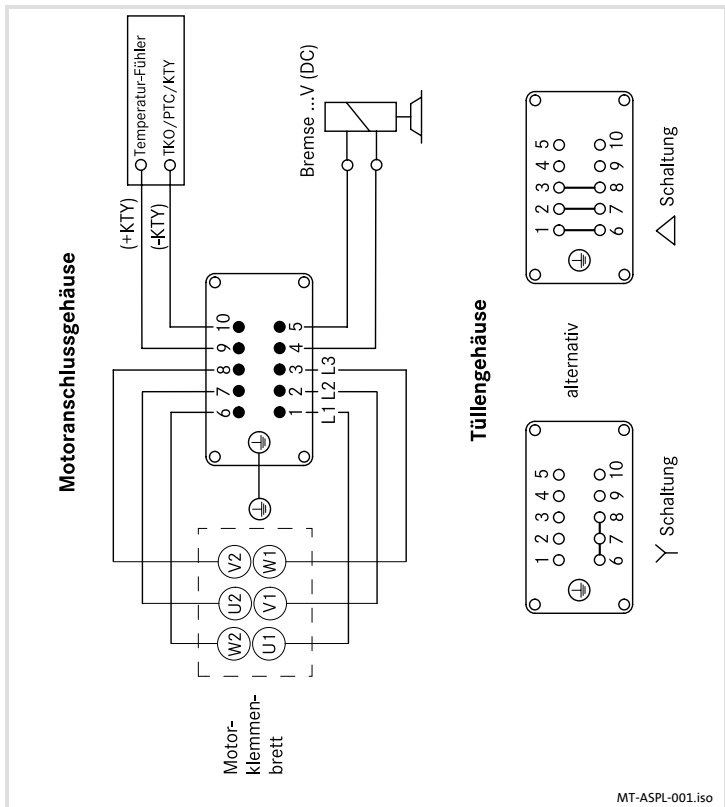 Motoranschlussgehäuse
Temperatur-Fühler
TKO/PTC/KTY
(+KTY)
(-KTY)
Bremse ...V (DC)
6 7 8 9 10
1 2 3 4 5
L1 L2 L3
W2 U2 V2
U1 V1 W1
Motor-
klemmen-
brett
Tüllengehäuse
1 2 3 4 5
6 7 8 9 10
Y Schaltung
alternativ
1 2 3 4 5
6 7 8 9 10
△ Schaltung
MT-ASPL-001.iso